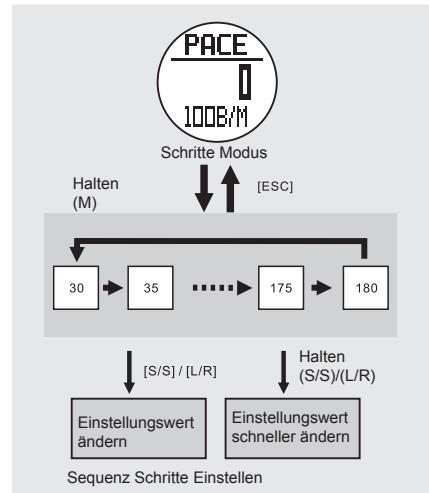 PACE
0
100B/M
Schritte Modus
Halten
(M)
[ESC]
30
35
175
180
[S/S] / [L/R]
Halten
(S/S)/(L/R)
Einstellungswert
ändern
Einstellungswert
schneller ändern
Sequenz Schritte Einstellen